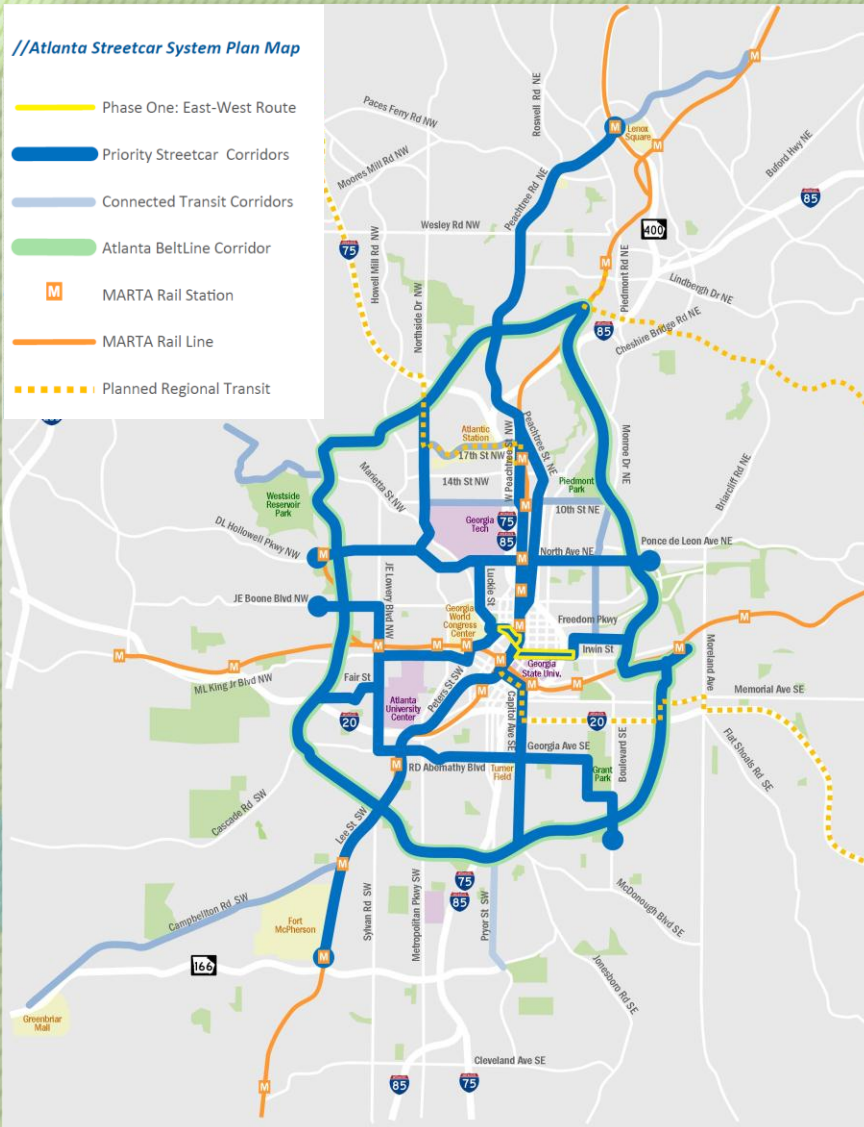 //Atlanta Streetcar System Plan Map
Phase One: East-West Route
Priority Streetcar Corridors
Connected Transit Corridors
Atlanta BeltLine Corridor
M
MARTA Rail Station
MARTA Rail Line
Planned Regional Transit
M
Paces Ferry Rd NW
Roswell Rd NE
M
Lenox
Square
M
Buford Hwy NE
Moores Mill Rd NW
85
Peachtree Rd NE
Wesley Rd NW
400
75
Howell Mill Rd NW
M
Piedmont Rd NE
Lindbergh Dr NE
Northside Dr NW
85
Cheshire Bridge Rd NE
Atlantic
Station
17th St NW
M
W Peachtree St NW
Peachtree St NE
Monroe Dr NE
Briarcliff Rd NE
Marietta St NW
14th St NW
Piedmont
Park
Westside
Reservoir
Park
M
10th St NE
Georgia
Tech
75
85
DL Hollowell Pkwy NW
M
North Ave NE
M
Ponce de Leon Ave NE
JE Lowery Blvd NW
Luckie St
M
JE Boone Blvd NW
Georgia
World
Congress
Center
M
Freedom Pkwy
M
M
M
M
Irwin St
M
M
M
Georgia
State Univ.
M
M
Moreland Ave
ML King Jr Blvd NW
Fair St
Atlanta
University
Center
Peters St SW
M
Capitol Ave SE
Memorial Ave SE
20
20
Georgia Ave SE
Boulevard SE
Flat Shoals Rd SE
M
RD Abernathy Blvd
Turner
Field
Grant
Park
Cascade Rd SW
Lee St SW
M
75
85
McDonough Blvd SE
Campbellton Rd SW
Fort
McPherson
Sylvan Rd SW
Metropolitan Pkwy SW
Pryor St SW
M
166
Jonesboro Rd SE
Greenbriar
Mall
Cleveland Ave SE
M
85
75